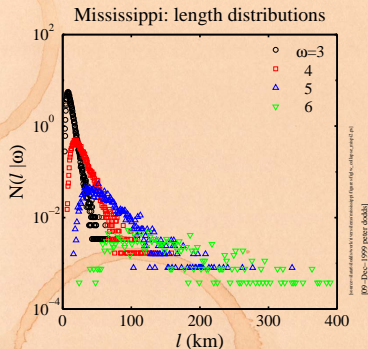 Mississippi: length distributions
10²
10⁰
10⁻²
10⁻⁴
N(l |ω)
ω=3
4
5
6
0
100
200
300
400
l (km)
[09−Dec−1999 peter dodds]